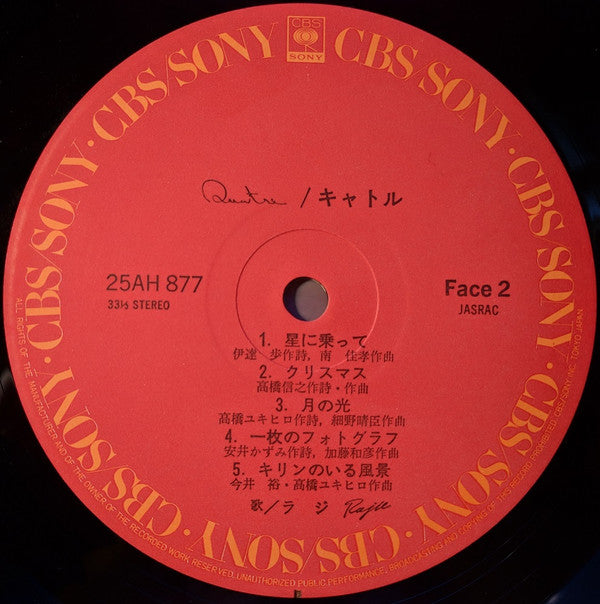 CBS
SONY
CBS/SONY · CBS/SONY · CBS/SONY · CBS/SONY · CBS/SONY · CBS/SONY · CBS/SONY · CBS/SONY
Quatre / キャトル
25AH 877
33⅓ STEREO
Face 2
JASRAC
1. 星に乗って
伊達 歩作詩, 南 佳孝作曲
2. クリスマス
高橋信之作詩・作曲
3. 月の光
高橋ユキヒロ作詩, 細野晴臣作曲
4. 一枚のフォトグラフ
安井かずみ作詩, 加藤和彦作曲
5. キリンのいる風景
今井 裕・高橋ユキヒロ作曲
歌/ラ ジ Rajie
ALL RIGHTS OF THE MANUFACTURER AND OF THE OWNER OF THE RECORDED WORK RESERVED. UNAUTHORIZED PUBLIC PERFORMANCE, BROADCASTING AND COPYING OF THIS RECORD PROHIBITED. CBS/SONY INC. TOKYO JAPAN.